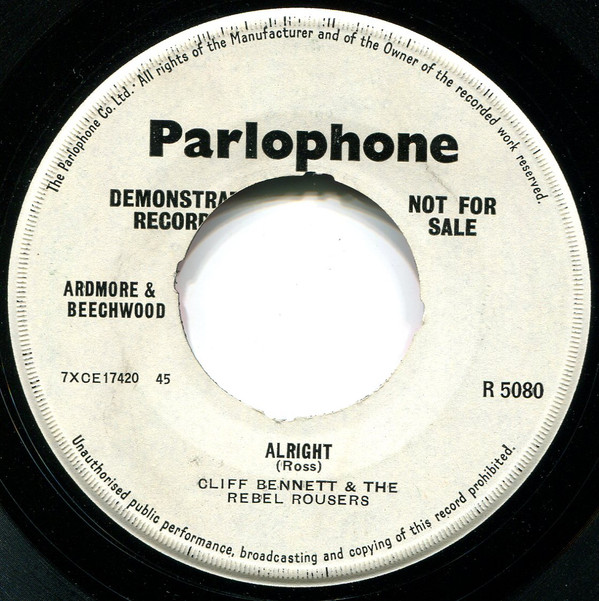 The Parlophone Co. Ltd. · All rights of the Manufacturer and of the Owner of the recorded work reserved.
Parlophone
DEMONSTRAT
RECOR
NOT FOR
SALE
ARDMORE &
BEECHWOOD
7XCE17420 45
R 5080
ALRIGHT
(Ross)
CLIFF BENNETT & THE
REBEL ROUSERS
Unauthorised public performance, broadcasting and copying of this record prohibited.